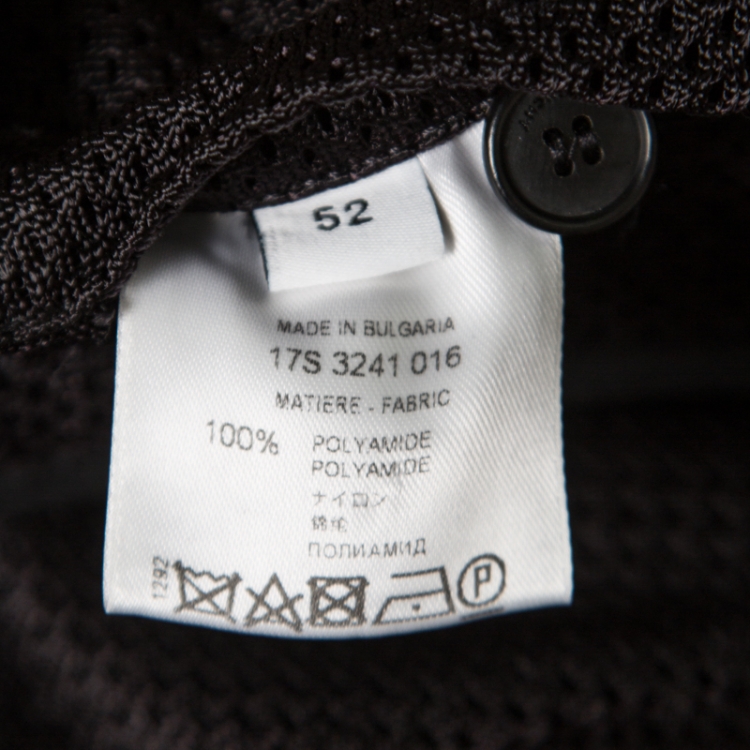 52
MADE IN BULGARIA
17S 3241 016
MATIERE - FABRIC
100% POLYAMIDE
POLYAMIDE
ナイロン
锦纶
ПОЛИАМИД
1292
P